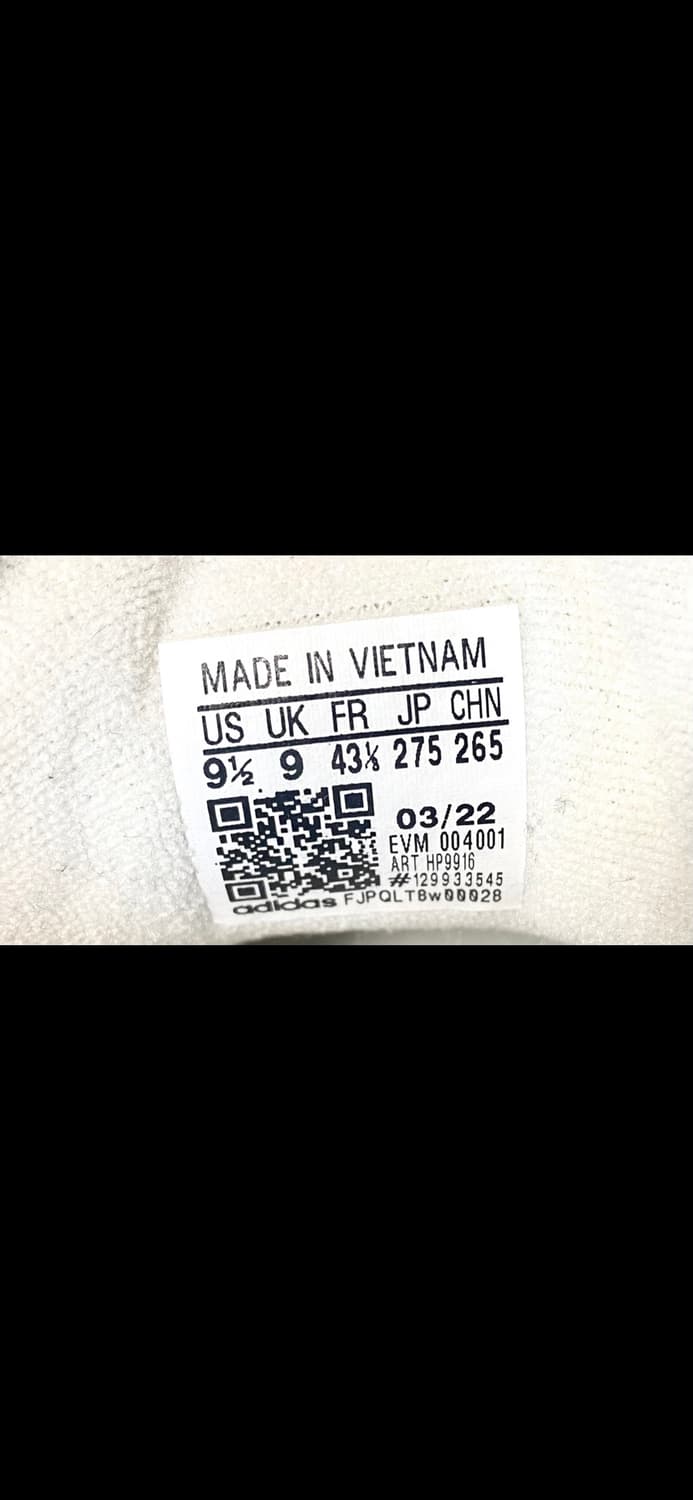 MADE IN VIETNAM
US UK FR JP CHN
9½ 9 43⅓ 275 265
03/22
EVM 004001
ART HP9916
#129933545
adidas FJPQLT8w00028